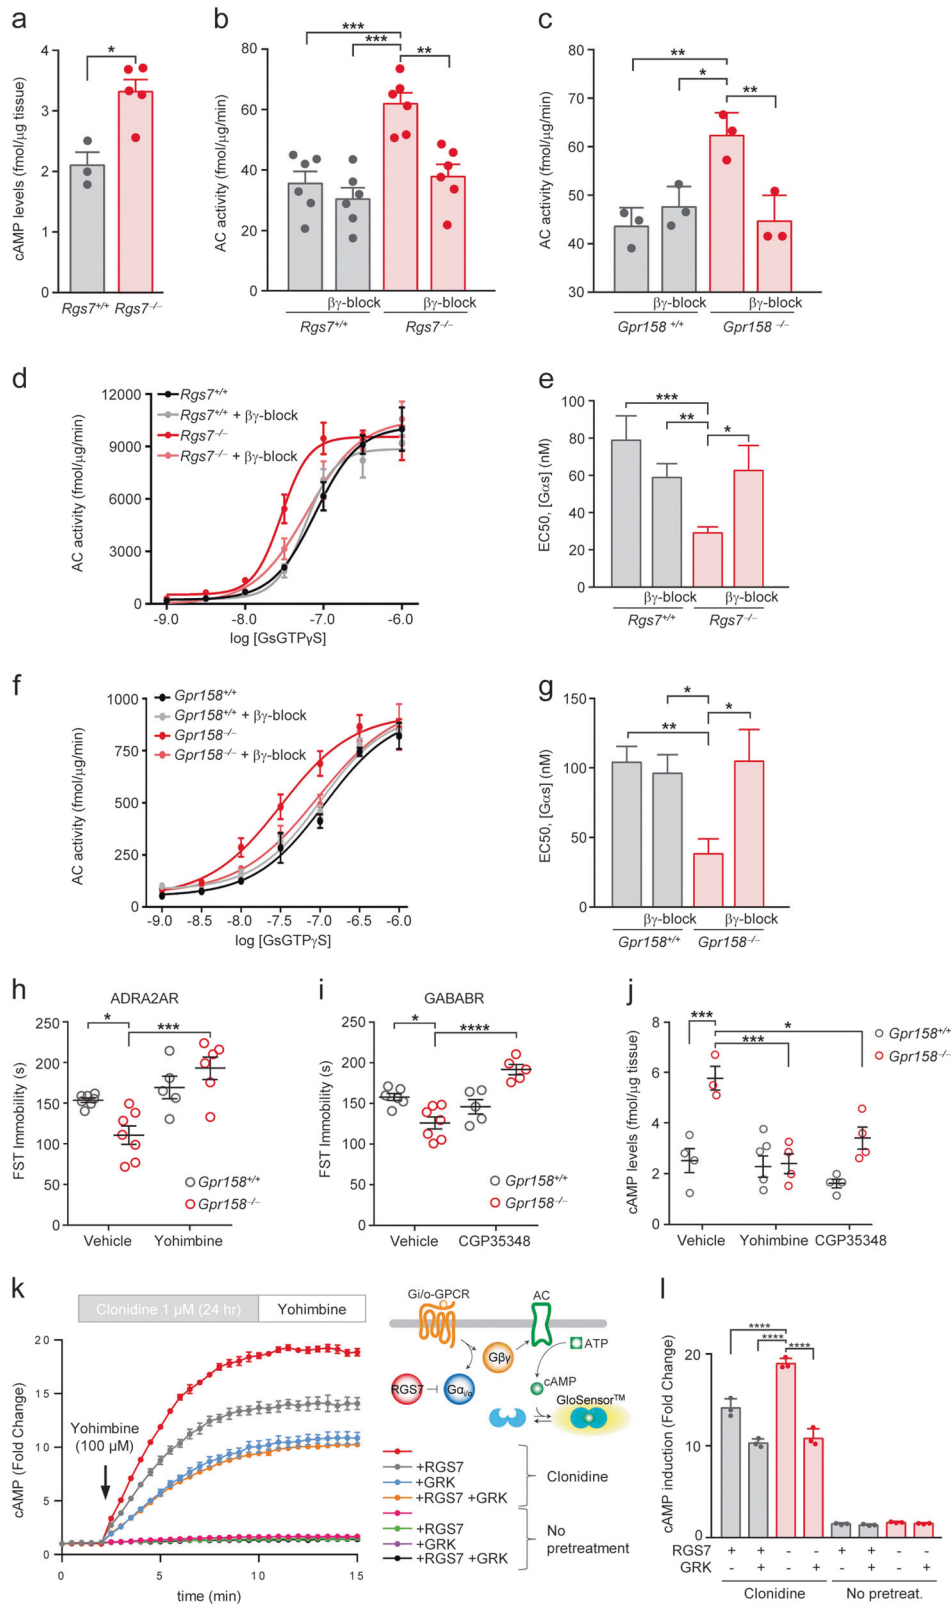 a
cAMP levels (fmol/μg tissue)
4
3
2
1
0
*
Rgs7+/+ Rgs7–/–
b
AC activity (fmol/μg/min)
80
60
40
20
0
***
***
**
βγ-block βγ-block
Rgs7+/+ Rgs7–/–
c
AC activity (fmol/μg/min)
80
70
60
50
40
30
**
*
**
βγ-block βγ-block
Gpr158 +/+ Gpr158 –/–
d
AC activity (fmol/μg/min)
12000
9000
6000
3000
0
Rgs7+/+
Rgs7+/+ + βγ-block
Rgs7–/–
Rgs7–/– + βγ-block
-9.0 -8.5 -8.0 -7.5 -7.0 -6.5 -6.0
log [GsGTPγS]
e
EC50, [Gαs] (nM)
100
80
60
40
20
0
***
**
*
βγ-block βγ-block
Rgs7+/+ Rgs7–/–
f
AC activity (fmol/μg/min)
1000
750
500
250
0
Gpr158+/+
Gpr158+/+ + βγ-block
Gpr158–/–
Gpr158–/– + βγ-block
-9.0 -8.5 -8.0 -7.5 -7.0 -6.5 -6.0
log [GsGTPγS]
g
EC50, [Gαs] (nM)
150
100
50
0
*
**
*
βγ-block βγ-block
Gpr158+/+ Gpr158–/–
h
ADRA2AR
FST Immobility (s)
250
200
150
100
50
0
*
***
Gpr158+/+
Gpr158–/–
Vehicle Yohimbine
i
GABABR
FST Immobility (s)
250
200
150
100
50
0
*
****
Gpr158+/+
Gpr158–/–
Vehicle CGP35348
j
cAMP levels (fmol/μg tissue)
8
6
4
2
0
***
*
***
Gpr158+/+
Gpr158–/–
Vehicle Yohimbine CGP35348
k
Clonidine 1 μM (24 hr) Yohimbine
cAMP (Fold Change)
20
15
10
5
0
Yohimbine
(100 μM)
0 5 10 15
time (min)
Gi/o-GPCR AC
Gβγ
ATP
RGS7 Gαi/o
cAMP
GloSensor™
+RGS7
+GRK
+RGS7 +GRK
Clonidine
+RGS7
+GRK
+RGS7 +GRK
No
pretreatment
l
cAMP induction (Fold Change)
20
10
0
****
****
****
RGS7 + + - - + + - -
GRK - + - + - + - +
Clonidine No pretreat.